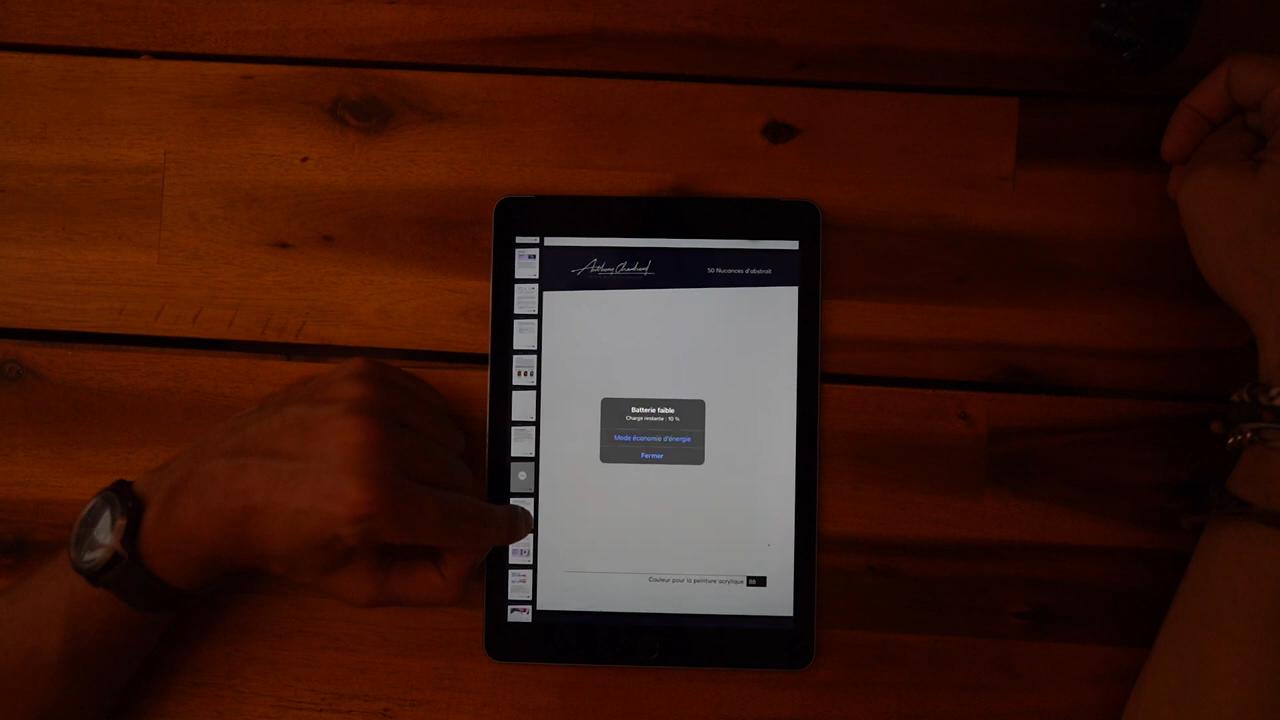 50 Nuances d'abstrait
Batterie faible
Charge restante : 10 %
Mode économie d'énergie
Fermer
Couleur pour la peinture acrylique 88